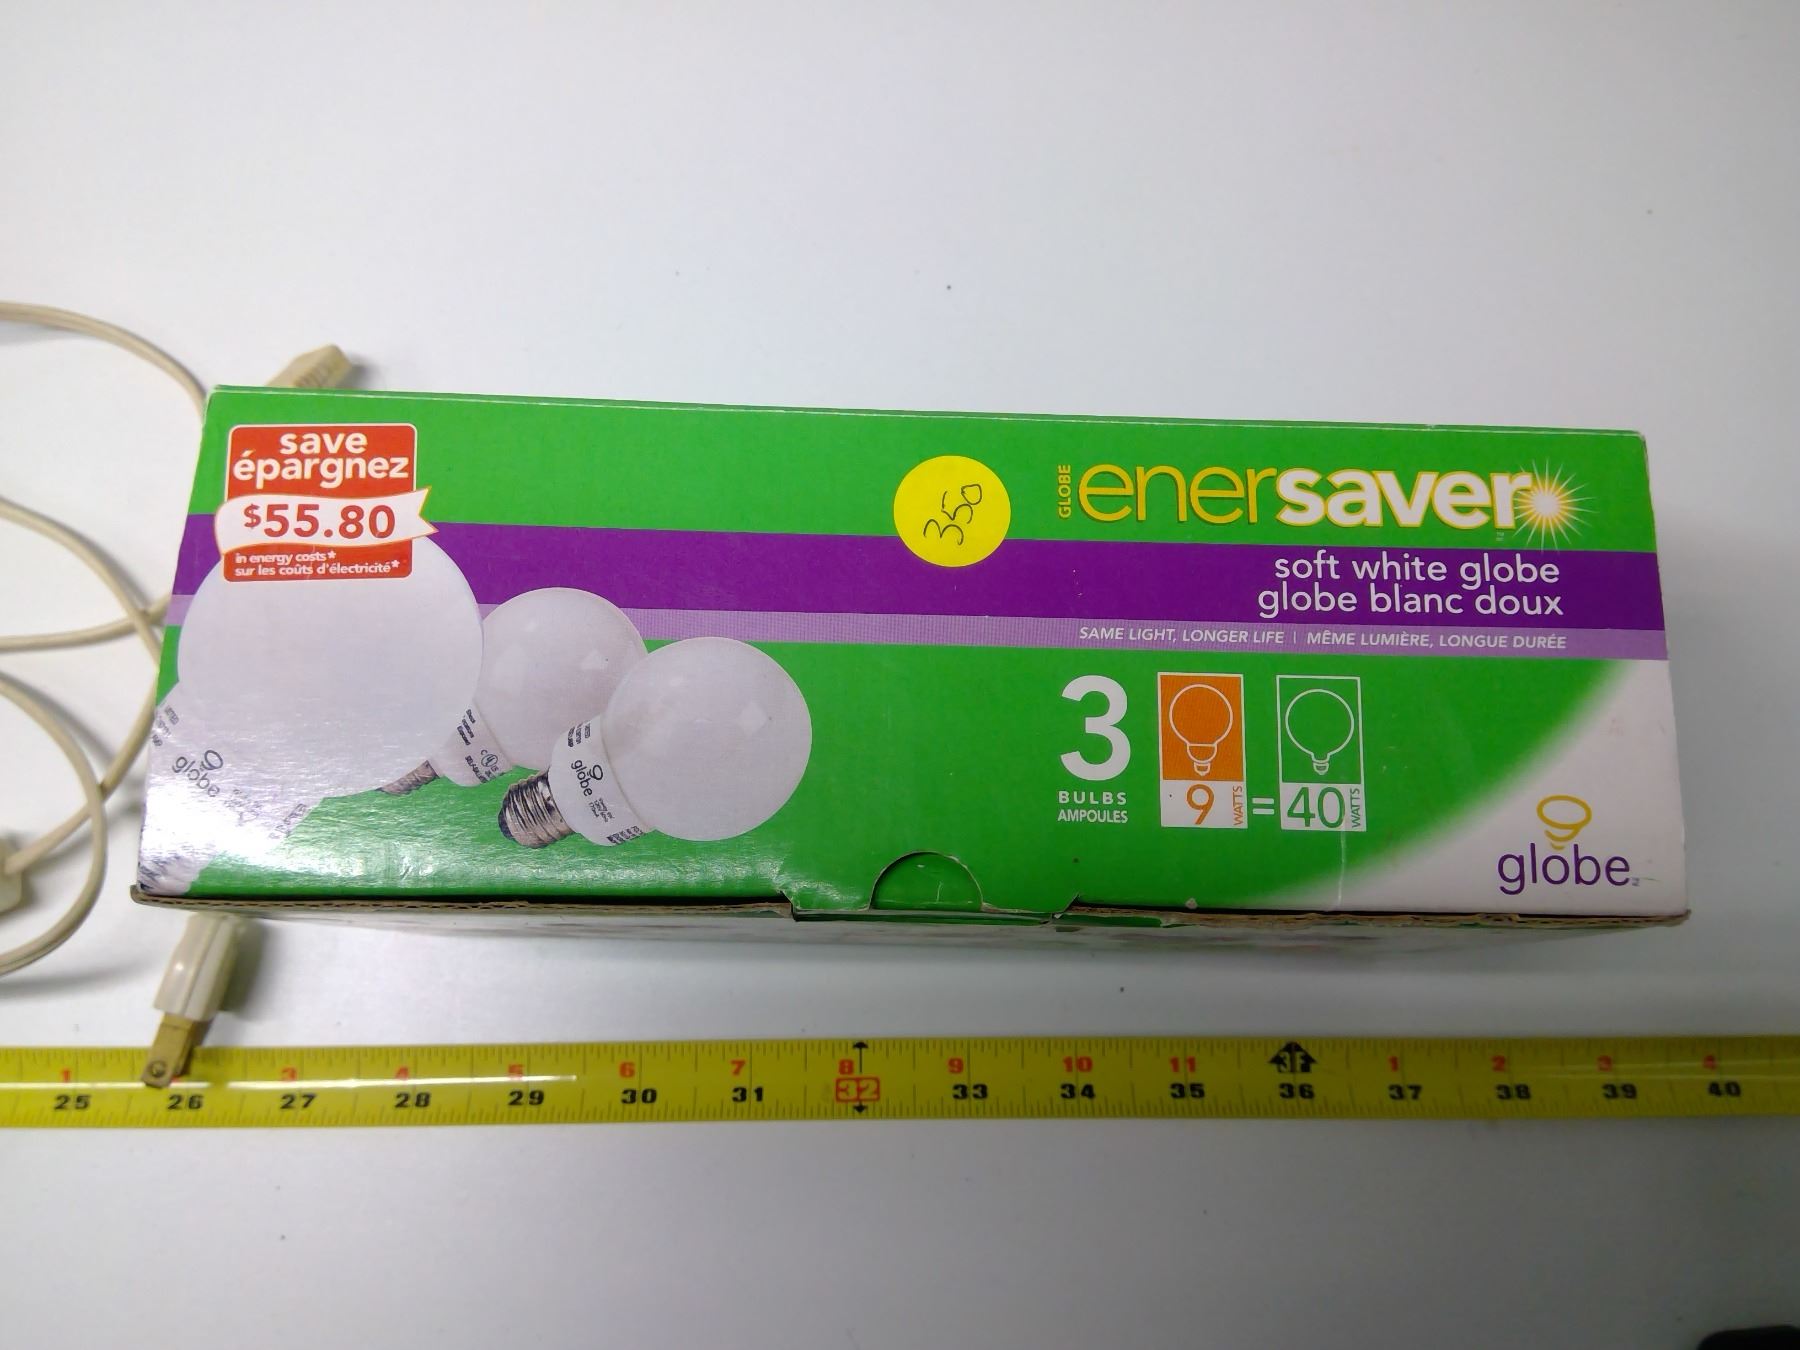 save
épargnez
$55.80
in energy costs*
sur les coûts d'électricité*
350
GLOBE
enersaver
soft white globe
globe blanc doux
SAME LIGHT, LONGER LIFE | MÊME LUMIÈRE, LONGUE DURÉE
3
BULBS
AMPOULES
9 WATTS = 40 WATTS
globe
globe
globe
1 3 4 5 6 7 8 9 10 11 3F 1 2 3 4
25 26 27 28 29 30 31 32 33 34 35 36 37 38 39 40